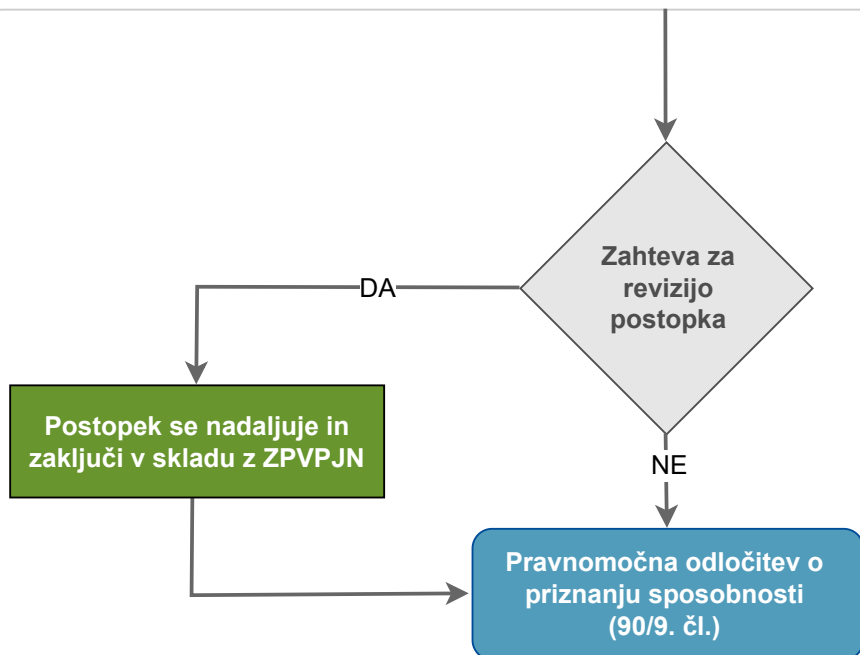 Zahteva za
revizijo
postopka
DA
Postopek se nadaljuje in
zaključi v skladu z ZPVPJN
NE
Pravnomočna odločitev o
priznanju sposobnosti
(90/9. čl.)